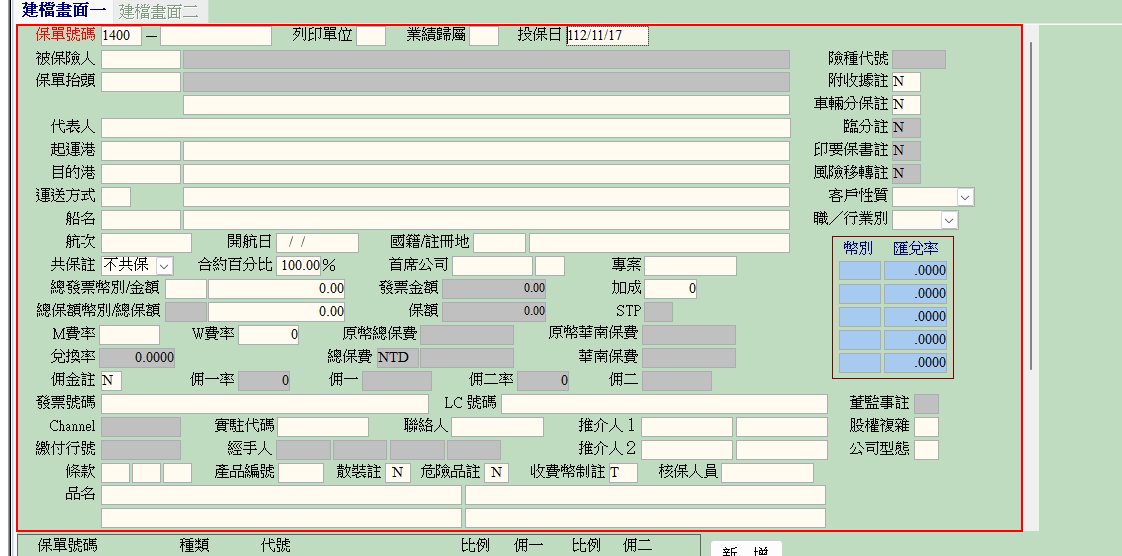 建檔畫面一 建檔畫面二
保單號碼 1400 — 列印單位 業績歸屬 投保日 112/11/17
被保險人 險種代號
保單抬頭 附收據註 N
車輛分保註 N
代表人 臨分註 N
起運港 印要保書註 N
目的港 風險移轉註 N
運送方式 客戶性質
船名 職／行業別
航次 開航日 / / 國籍/註冊地 幣別 匯兌率
共保註 不共保 合約百分比 100.00% 首席公司 專案 .0000
總發票幣別/金額 0.00 發票金額 0.00 加成 0 .0000
總保額幣別/總保額 0.00 保額 0.00 STP .0000
M費率 W費率 0 原幣總保費 原幣華南保費 .0000
兌換率 0.0000 總保費 NTD 華南保費 .0000
佣金註 N 佣一率 0 佣一 佣二率 0 佣二
發票號碼 LC 號碼 董監事註
Channel 實駐代碼 聯絡人 推介人1 股權複雜
繳付行號 經手人 推介人2 公司型態
條款 產品編號 散裝註 N 危險品註 N 收費幣制註 T 核保人員
品名
保單號碼 種類 代號 比例 佣一 比例 佣二 新 增